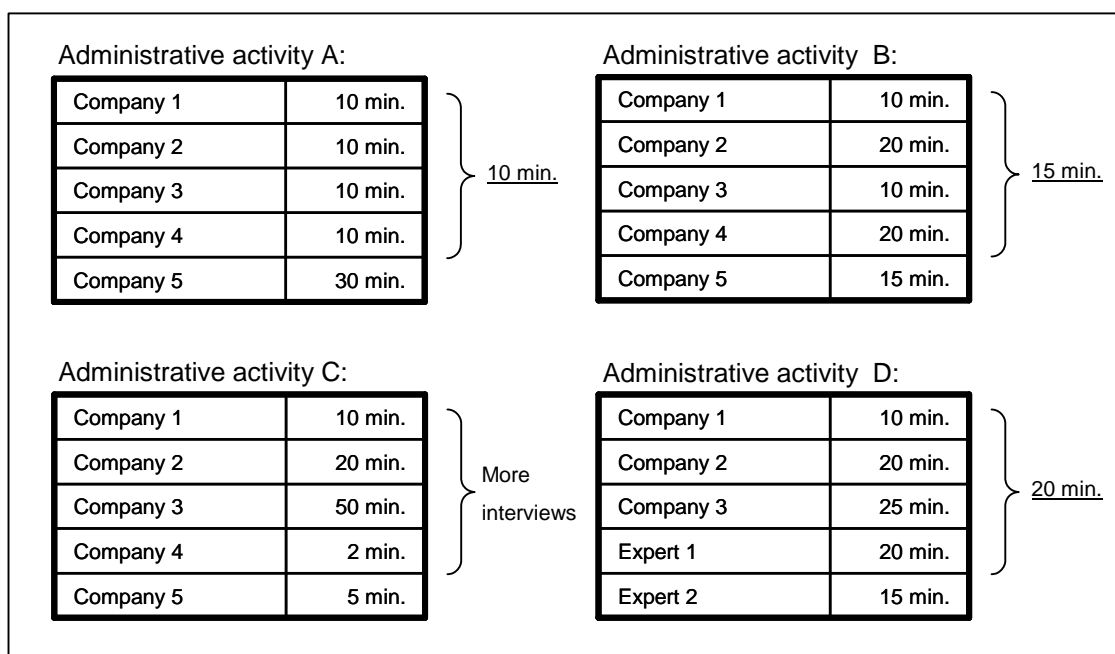 Administrative activity A:
Company 1 10 min.
Company 2 10 min.
Company 3 10 min.
Company 4 10 min.
Company 5 30 min.
10 min.
Administrative activity B:
Company 1 10 min.
Company 2 20 min.
Company 3 10 min.
Company 4 20 min.
Company 5 15 min.
15 min.
Administrative activity C:
Company 1 10 min.
Company 2 20 min.
Company 3 50 min.
Company 4 2 min.
Company 5 5 min.
More
interviews
Administrative activity D:
Company 1 10 min.
Company 2 20 min.
Company 3 25 min.
Expert 1 20 min.
Expert 2 15 min.
20 min.